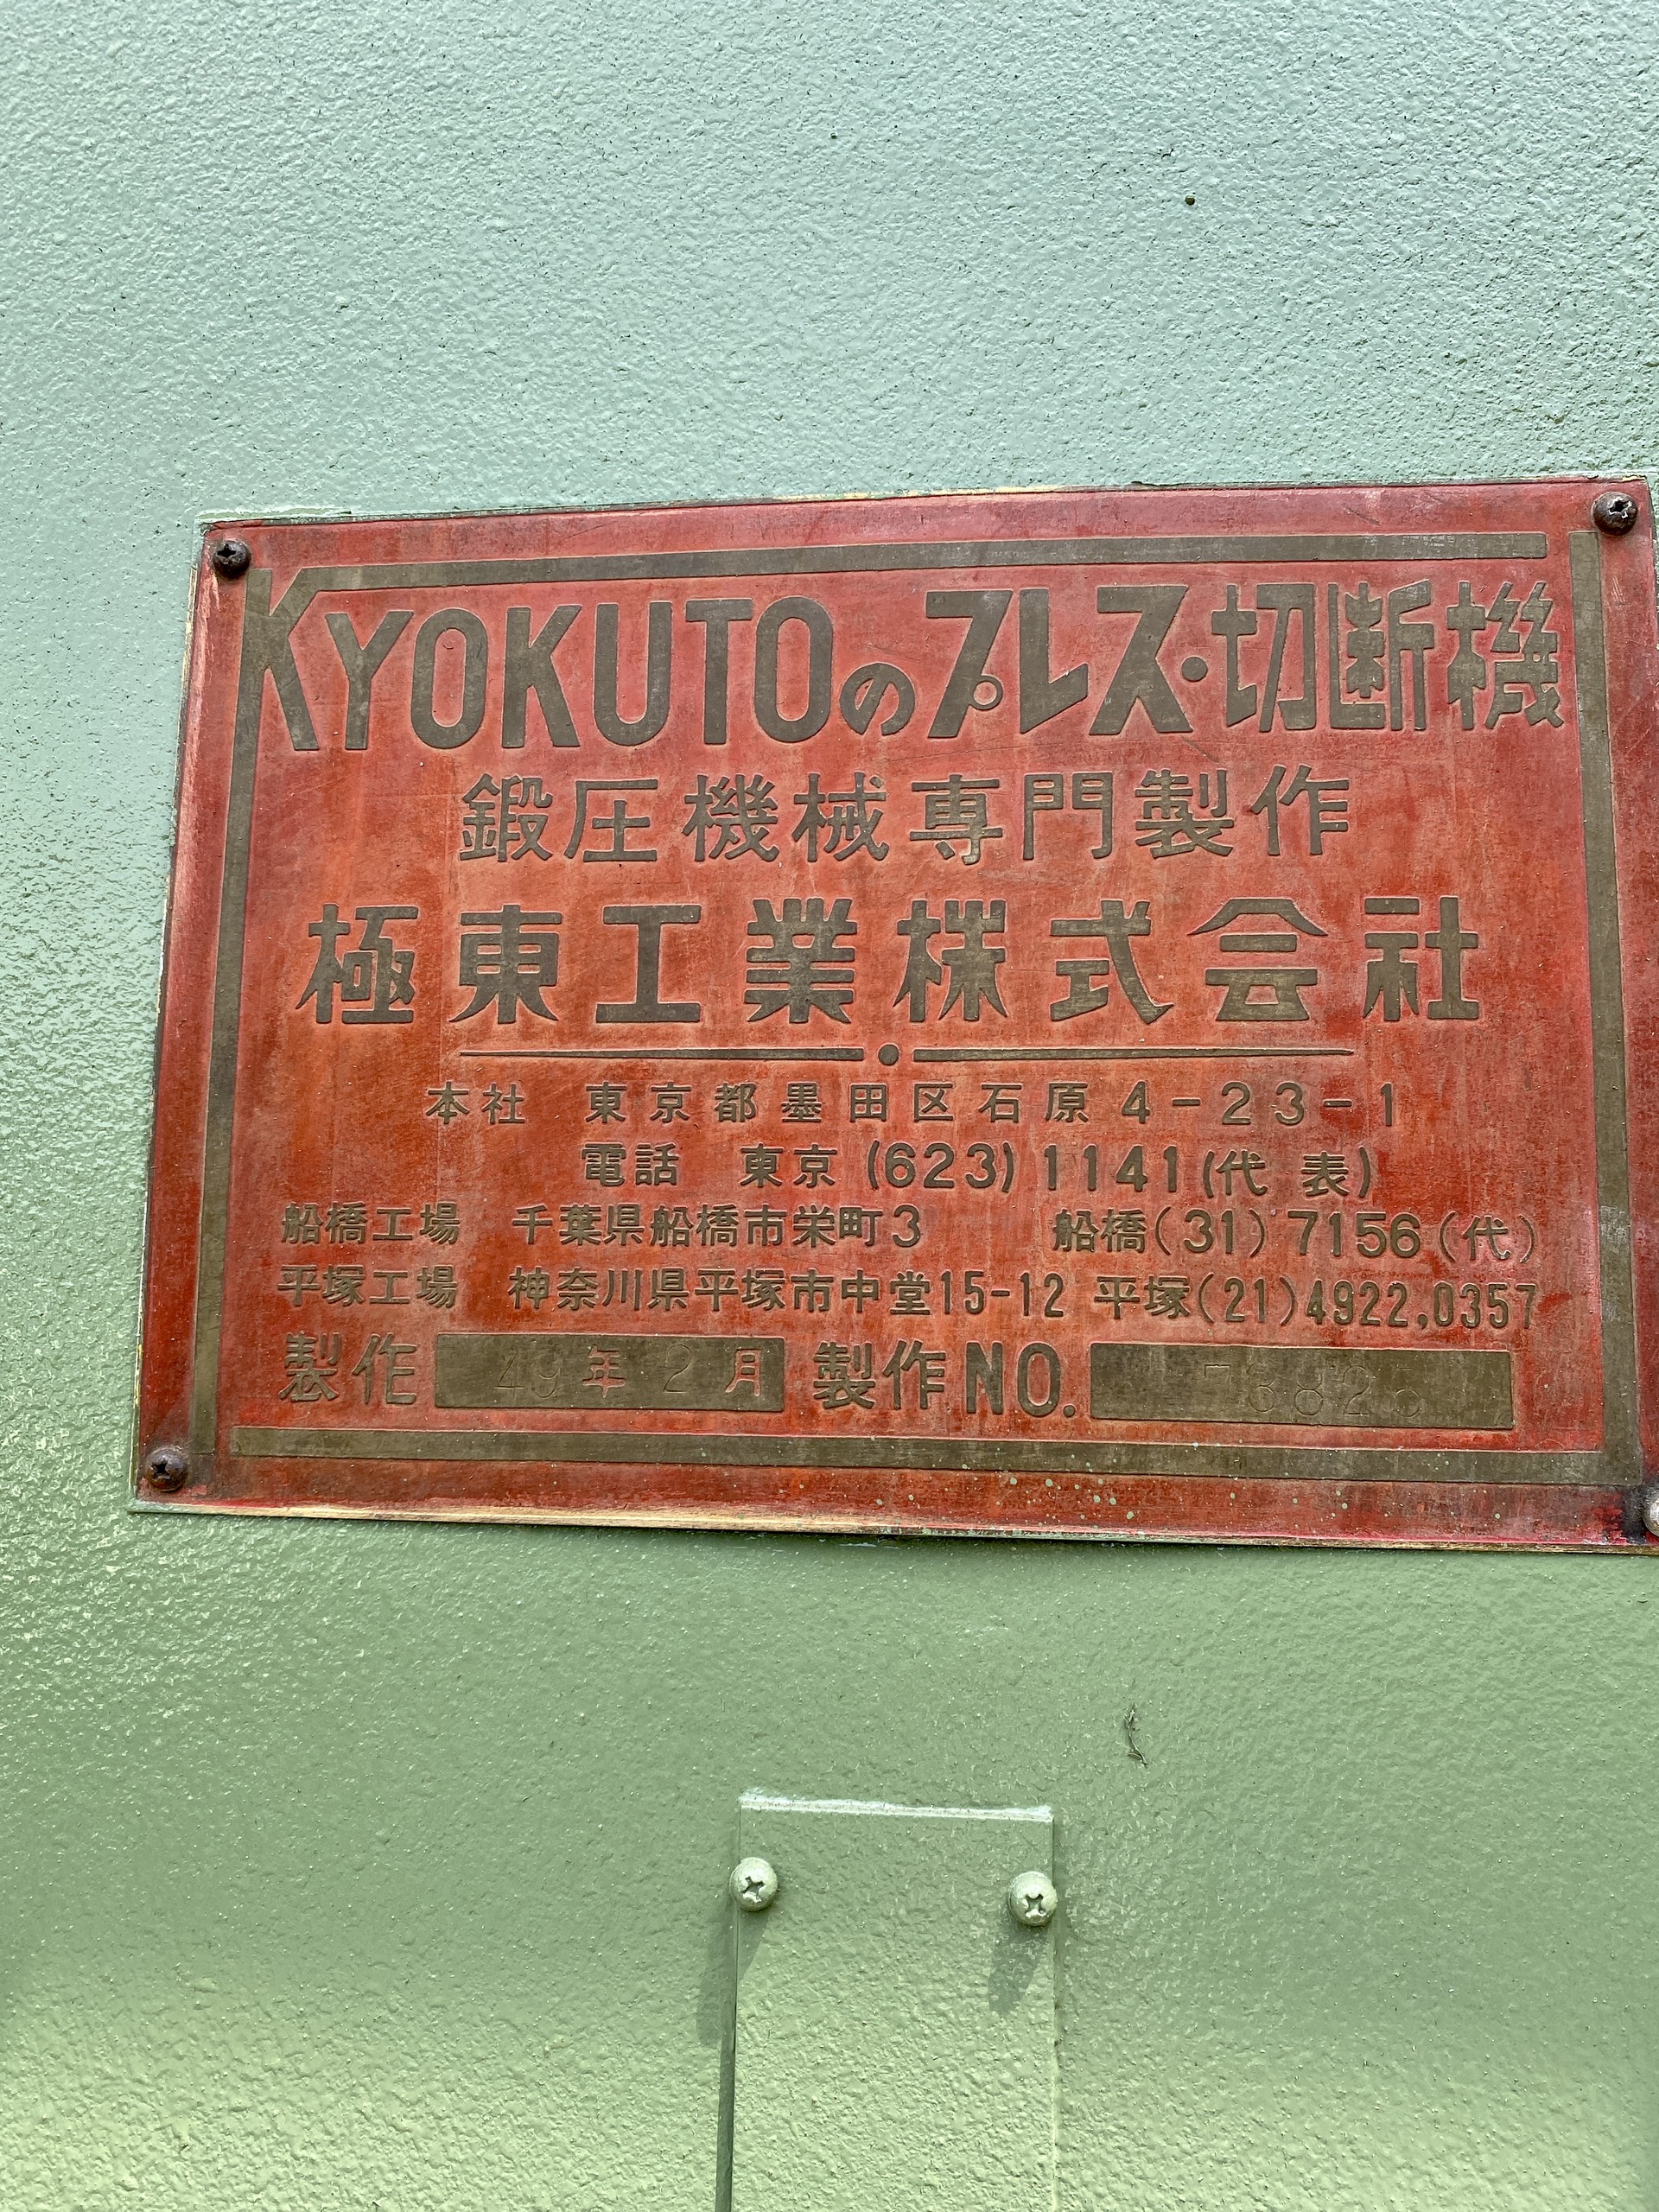 KYOKUTOのプレス・切断機
鍛圧機械専門製作
極東工業株式会社
本社 東京都墨田区石原4-23-1
電話 東京(623)1141(代表)
船橋工場 千葉県船橋市栄町3 船橋(31)7156(代)
平塚工場 神奈川県平塚市中堂15-12 平塚(21)4922,0357
製作 49年2月 製作NO.